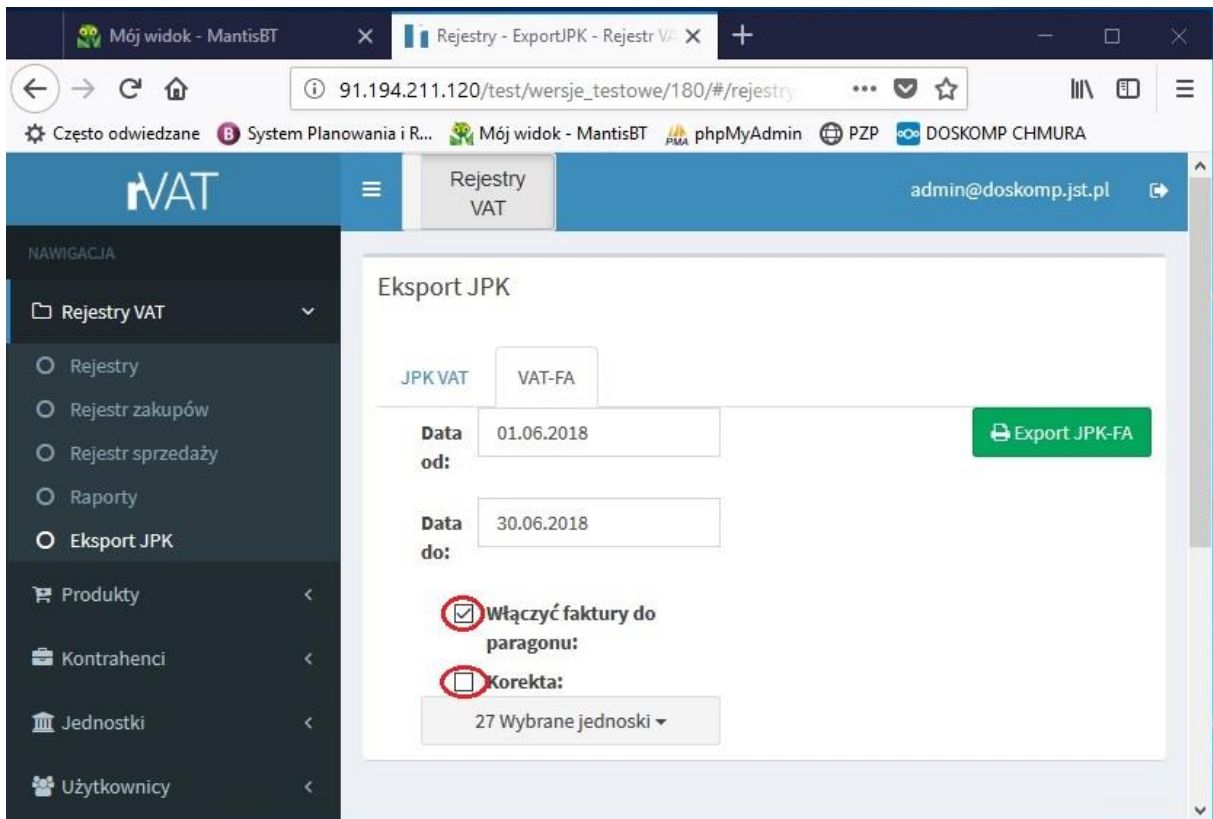 Mój widok - MantisBT
Rejestry - ExportJPK - Rejestr VA
91.194.211.120/test/wersje_testowe/180/#/rejestry
Często odwiedzane System Planowania i R... Mój widok - MantisBT phpMyAdmin PZP DOSKOMP CHMURA
rVAT
Rejestry
VAT
admin@doskomp.jst.pl
NAWIGACJA
Rejestry VAT
Rejestry
Rejestr zakupów
Rejestr sprzedaży
Raporty
Eksport JPK
Produkty
Kontrahenci
Jednostki
Użytkownicy
Eksport JPK
JPK VAT VAT-FA
Data od: 01.06.2018
Export JPK-FA
Data do: 30.06.2018
Włączyć faktury do
paragonu:
Korekta:
27 Wybrane jednoski